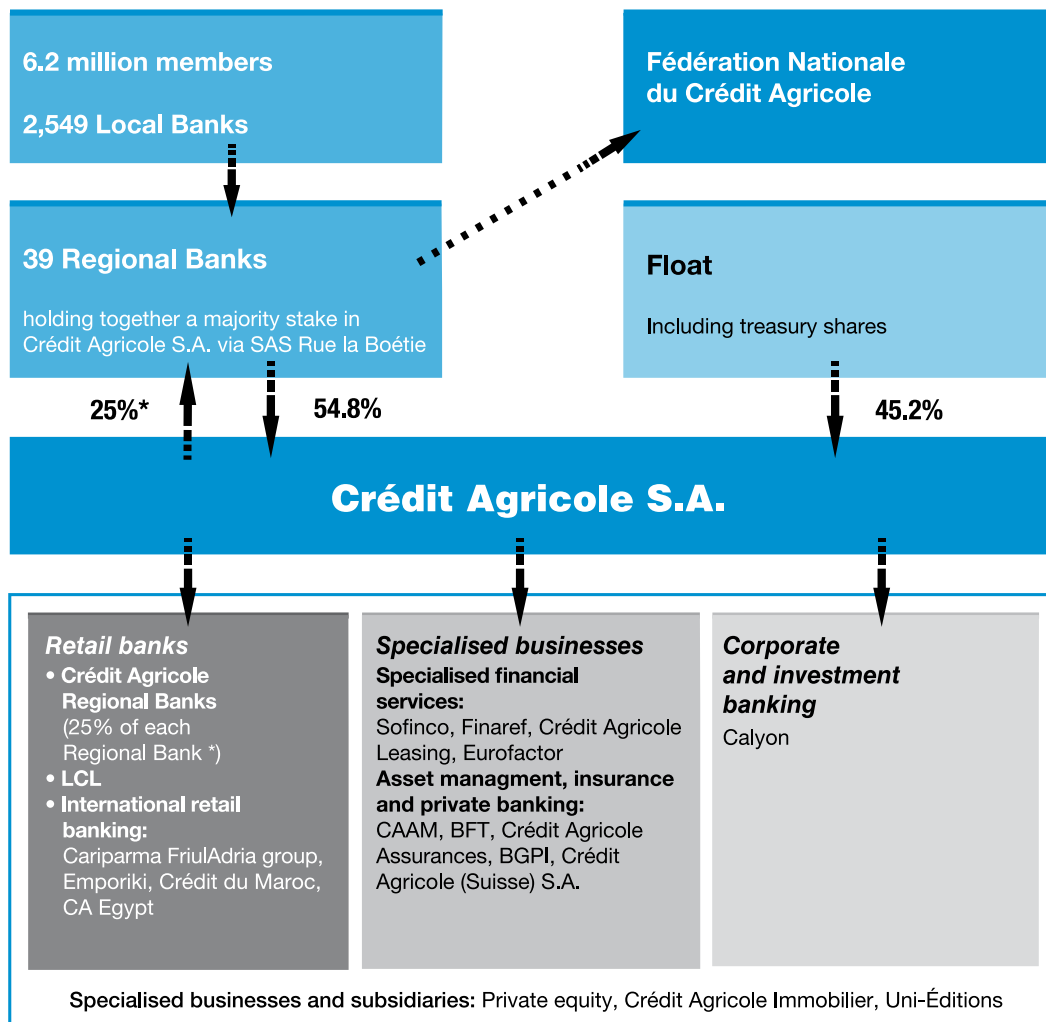 6.2 million members
2,549 Local Banks
Fédération Nationale
du Crédit Agricole
39 Regional Banks
holding together a majority stake in
Crédit Agricole S.A. via SAS Rue la Boétie
Float
Including treasury shares
25%*
54.8%
45.2%
Crédit Agricole S.A.
Retail banks
• Crédit Agricole
Regional Banks
(25% of each
Regional Bank *)
• LCL
• International retail
banking:
Cariparma FriulAdria group,
Emporiki, Crédit du Maroc,
CA Egypt
Specialised businesses
Specialised financial
services:
Sofinco, Finaref, Crédit Agricole
Leasing, Eurofactor
Asset managment, insurance
and private banking:
CAAM, BFT, Crédit Agricole
Assurances, BGPI, Crédit
Agricole (Suisse) S.A.
Corporate
and investment
banking
Calyon
Specialised businesses and subsidiaries: Private equity, Crédit Agricole Immobilier, Uni-Éditions